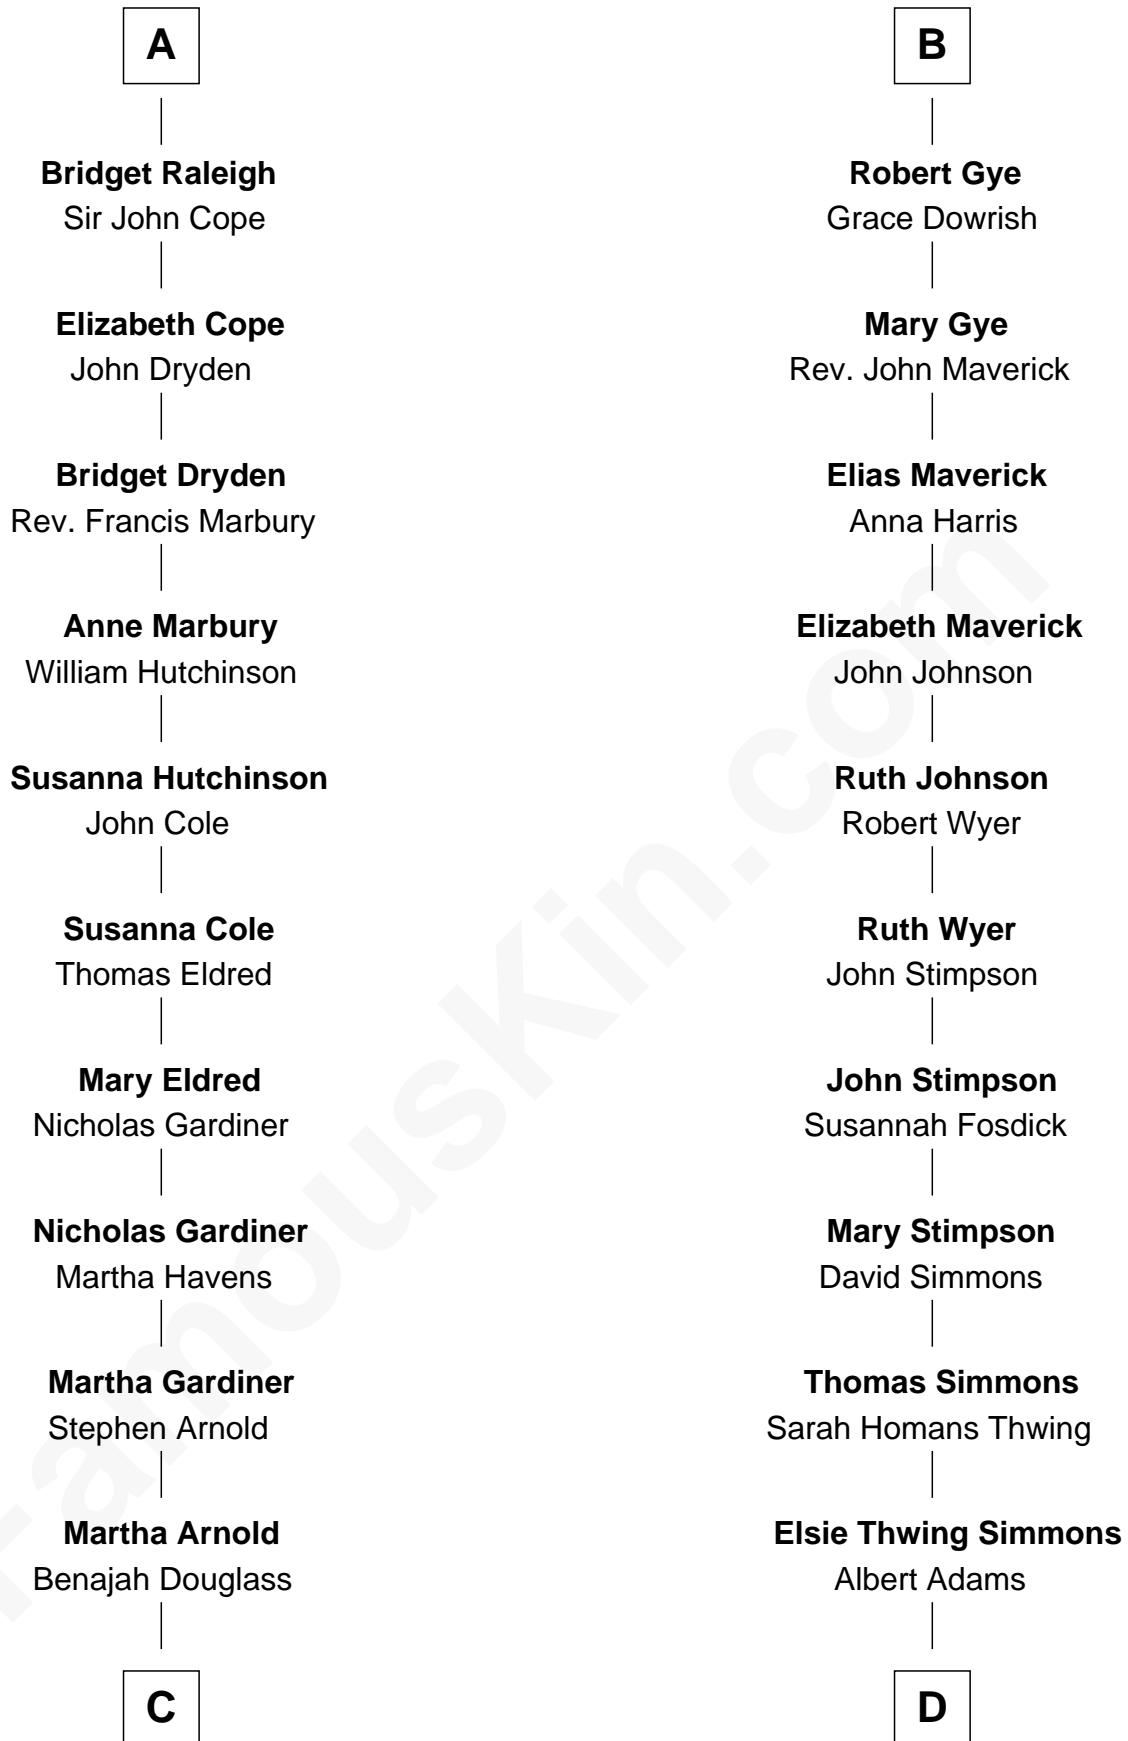 A
Bridget Raleigh
Sir John Cope
Elizabeth Cope
John Dryden
Bridget Dryden
Rev. Francis Marbury
Anne Marbury
William Hutchinson
Susanna Hutchinson
John Cole
Susanna Cole
Thomas Eldred
Mary Eldred
Nicholas Gardiner
Nicholas Gardiner
Martha Havens
Martha Gardiner
Stephen Arnold
Martha Arnold
Benajah Douglass
C
B
Robert Gye
Grace Dowrish
Mary Gye
Rev. John Maverick
Elias Maverick
Anna Harris
Elizabeth Maverick
John Johnson
Ruth Johnson
Robert Wyer
Ruth Wyer
John Stimpson
John Stimpson
Susannah Fosdick
Mary Stimpson
David Simmons
Thomas Simmons
Sarah Homans Thwing
Elsie Thwing Simmons
Albert Adams
D
FamousKin.com